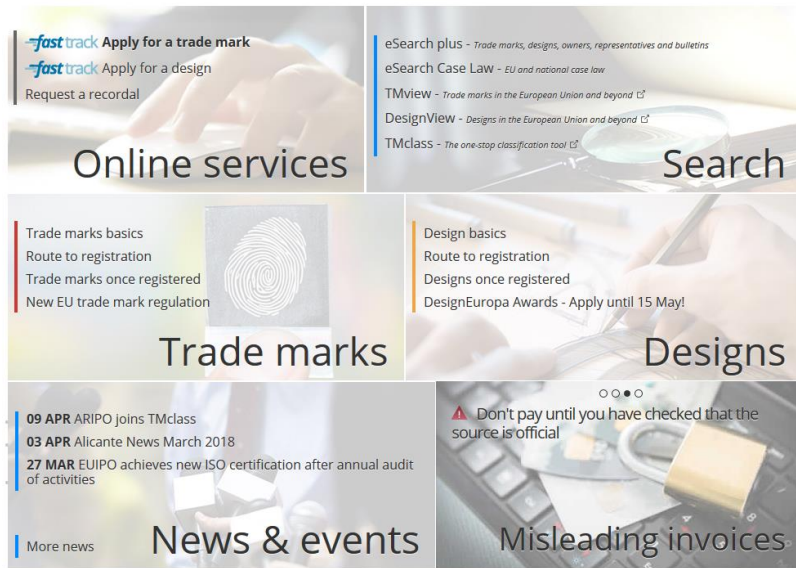 fast track Apply for a trade mark
fast track Apply for a design
Request a recordal
Online services
eSearch plus - Trade marks, designs, owners, representatives and bulletins
eSearch Case Law - EU and national case law
TMview - Trade marks in the European Union and beyond
DesignView - Designs in the European Union and beyond
TMclass - The one-stop classification tool
Search
Trade marks basics
Route to registration
Trade marks once registered
New EU trade mark regulation
Trade marks
Design basics
Route to registration
Designs once registered
DesignEuropa Awards - Apply until 15 May!
Designs
09 APR ARIPO joins TMclass
03 APR Alicante News March 2018
27 MAR EUIPO achieves new ISO certification after annual audit
of activities
More news
News & events
Don't pay until you have checked that the
source is official
Misleading invoices